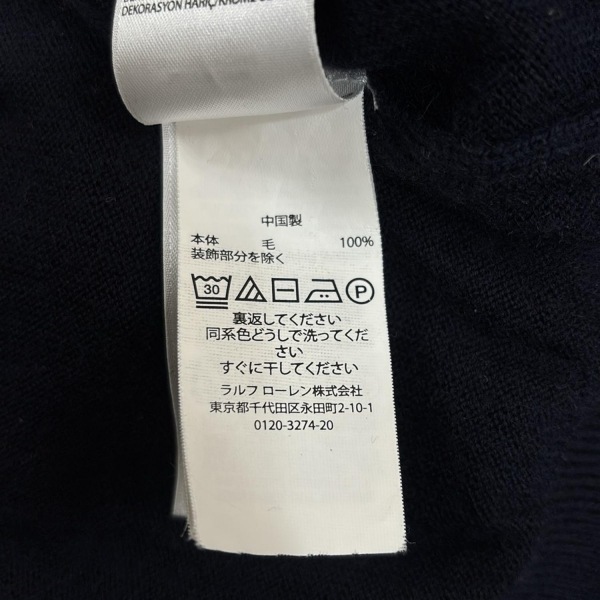 DEKORASYON HARİÇ/KROME
中国製
本体 毛 100%
装飾部分を除く
30 P
裏返してください
同系色どうしで洗ってくだ
さい
すぐに干してください
ラルフ ローレン株式会社
東京都千代田区永田町2-10-1
0120-3274-20